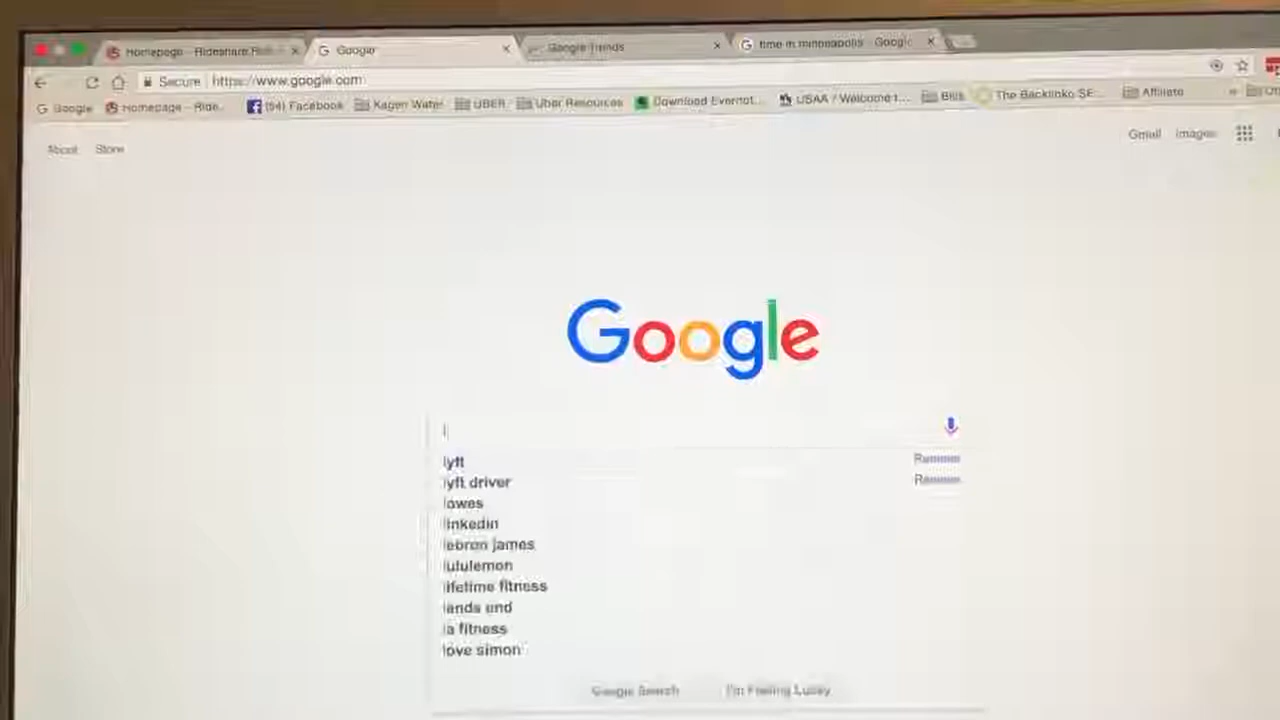 Homepage - Rideshare Ride
Google
Google Trends
time in minneapolis - Google
Secure
https://www.google.com
Google
Homepage - Ride...
(54) Facebook
Kagen Water
UBER
Uber Resources
Download Evernot...
USAA / Welcome t...
Bills
The Backlinko SE...
Affiliate
About
Store
Gmail
Images
Google
l
lyft
Remove
lyft driver
Remove
lowes
linkedin
lebron james
lululemon
lifetime fitness
lands end
la fitness
love simon
Google Search
I'm Feeling Lucky